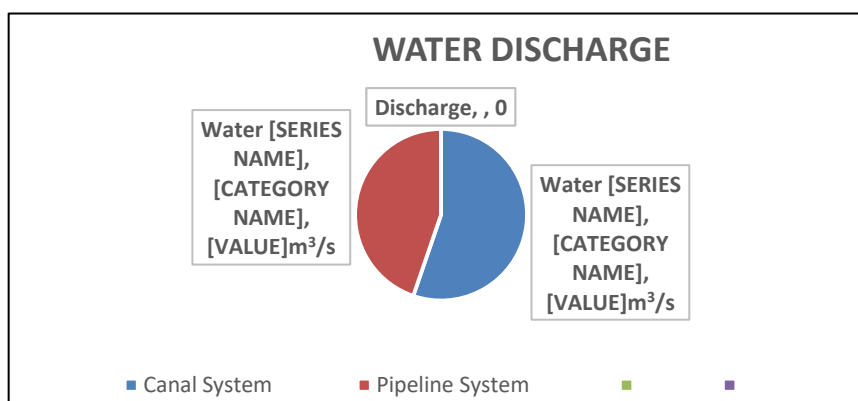 WATER DISCHARGE
Discharge, , 0
Water [SERIES
NAME],
[CATEGORY
NAME],
[VALUE]m³/s
Water [SERIES
NAME],
[CATEGORY
NAME],
[VALUE]m³/s
Canal System
Pipeline System